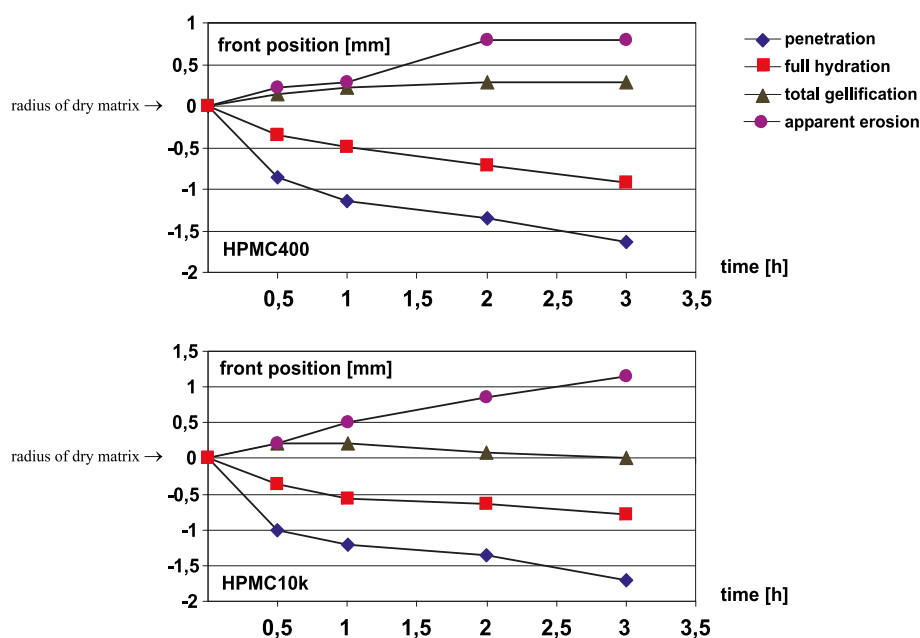 1
front position [mm]
0,5
radius of dry matrix →
0
-0,5
-1
-1,5
HPMC400
-2
time [h]
0,5 1 1,5 2 2,5 3 3,5
penetration
full hydration
total gellification
apparent erosion
1,5
front position [mm]
1
0,5
radius of dry matrix →
0
-0,5
-1
-1,5
HPMC10k
-2
time [h]
0,5 1 1,5 2 2,5 3 3,5